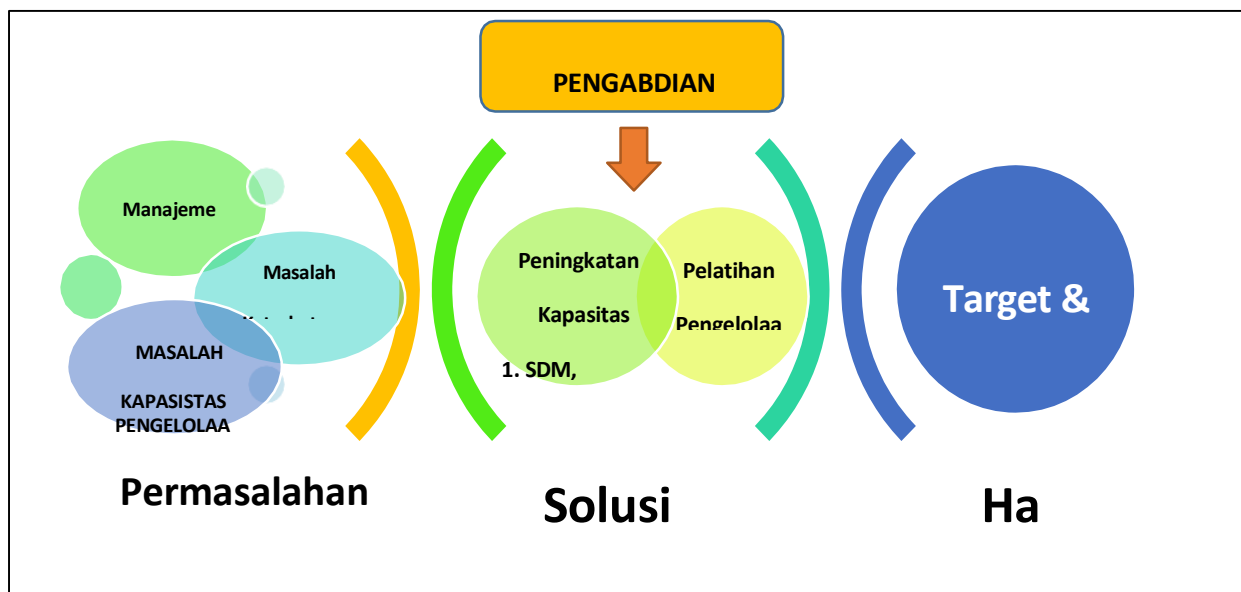 PENGABDIAN
Manajeme
Masalah
MASALAH
KAPASISTAS
PENGELOLAA
Permasalahan
Peningkatan
Kapasitas
1. SDM,
Pelatihan
Pengelolaa
Solusi
Target &
Ha